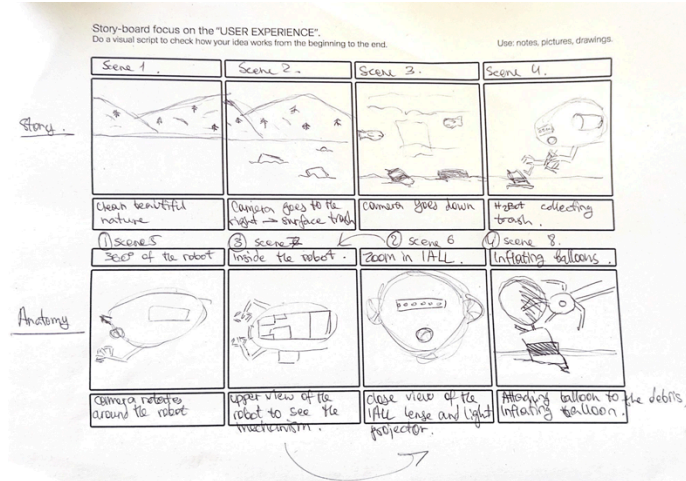 Story-board focus on the "USER EXPERIENCE".
Do a visual script to check how your idea works from the beginning to the end.
Use: notes, pictures, drawings.
Scene 1.
Scene 2.
Scene 3.
Scene 4.
Story.
Clean beautiful
nature
Camera goes to the
right → surface trash
camera goes down
H2Bot collecting
trash.
① scene 5
③ scene 7
② scene 6
④ scene 8.
360° of the robot
inside the robot.
Zoom in IALL.
Inflating balloons.
Anatomy
Camera rotates
around the robot
upper view of the
robot to see the
mechanism.
close view of the
IALL lense and light
projector.
Attaching balloon to the debris
Inflating balloon.